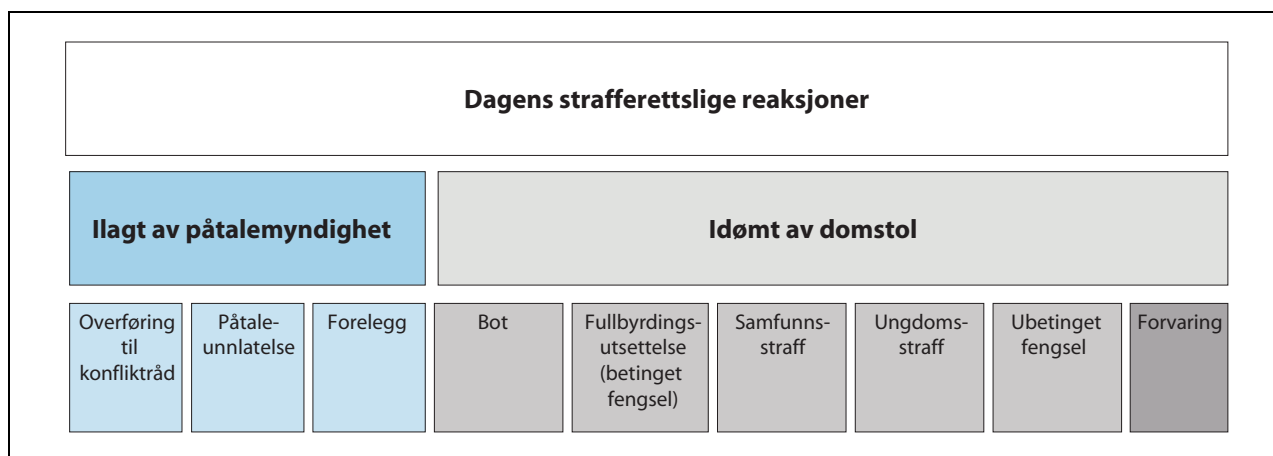 Dagens strafferettslige reaksjoner
Ilagt av påtalemyndighet
Idømt av domstol
Overføring
til
konfliktråd
Påtale-
unnlatelse
Forelegg
Bot
Fullbyrdings-
utsettelse
(betinget
fengsel)
Samfunns-
straff
Ungdoms-
straff
Ubetinget
fengsel
Forvaring